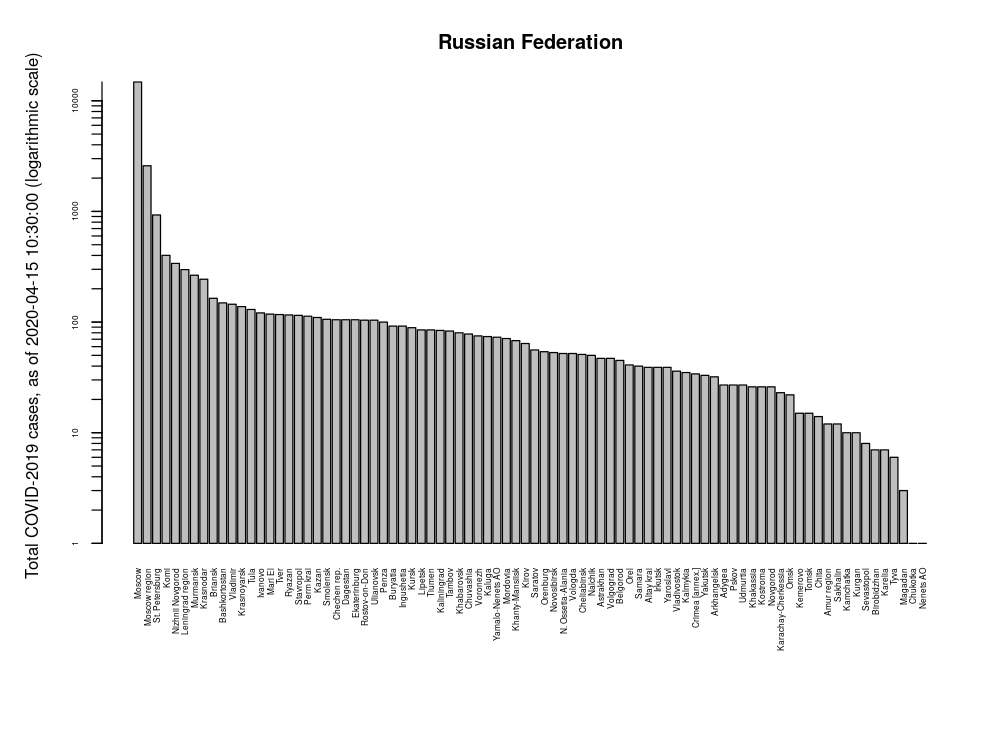 Russian Federation
Total COVID-2019 cases, as of 2020-04-15 10:30:00 (logarithmic scale)
10000
1000
100
10
1
Moscow
Moscow region
St. Petersburg
Komi
Nizhnii Novgorod
Leningrad region
Murmansk
Krasnodar
Briansk
Bashkortostan
Vladimir
Krasnoyarsk
Tula
Ivanovo
Mari El
Tver
Ryazan
Stavropol
Perm krai
Kazan
Smolensk
Chechen rep.
Dagestan
Ekaterinburg
Rostov-on-Don
Ulianovsk
Penza
Buryatia
Ingushetia
Kursk
Lipetsk
Tiumen
Kaliningrad
Tambov
Khabarovsk
Chuvashia
Voronezh
Kaluga
Yamalo-Nenets AO
Mordovia
Khanty-Mansiisk
Kirov
Saratov
Orenburg
Novosibirsk
N. Ossetia-Alania
Vologda
Cheliabinsk
Nalchik
Astrakhan
Volgograd
Belgorod
Orel
Samara
Altay krai
Irkutsk
Yaroslavl
Vladivostok
Kalmykia
Crimea [annex.]
Yakutsk
Arkhangelsk
Adygea
Pskov
Udmurtia
Khakassia
Kostroma
Novgorod
Karachay-Cherkessia
Omsk
Kemerovo
Tomsk
Chita
Amur region
Sakhalin
Kamchatka
Kurgan
Sevastopol
Birobidzhan
Karelia
Tyva
Magadan
Chukotka
Nenets AO